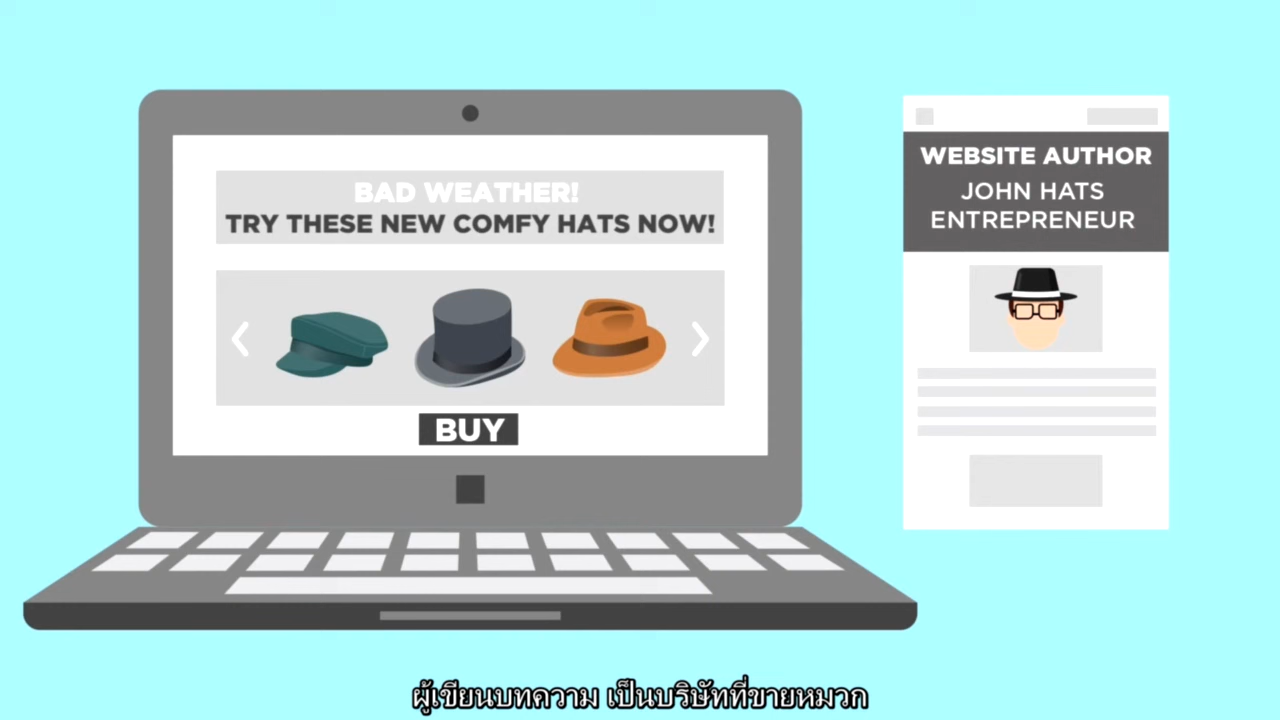 BAD WEATHER!
TRY THESE NEW COMFY HATS NOW!
BUY
WEBSITE AUTHOR
JOHN HATS
ENTREPRENEUR
ผู้เขียนบทความ เป็นบริษัทที่ขายหมวก